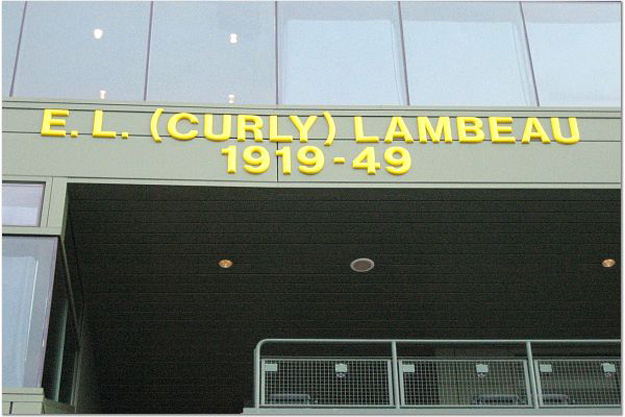 E. L. (CURLY) LAMBEAU
1919-49